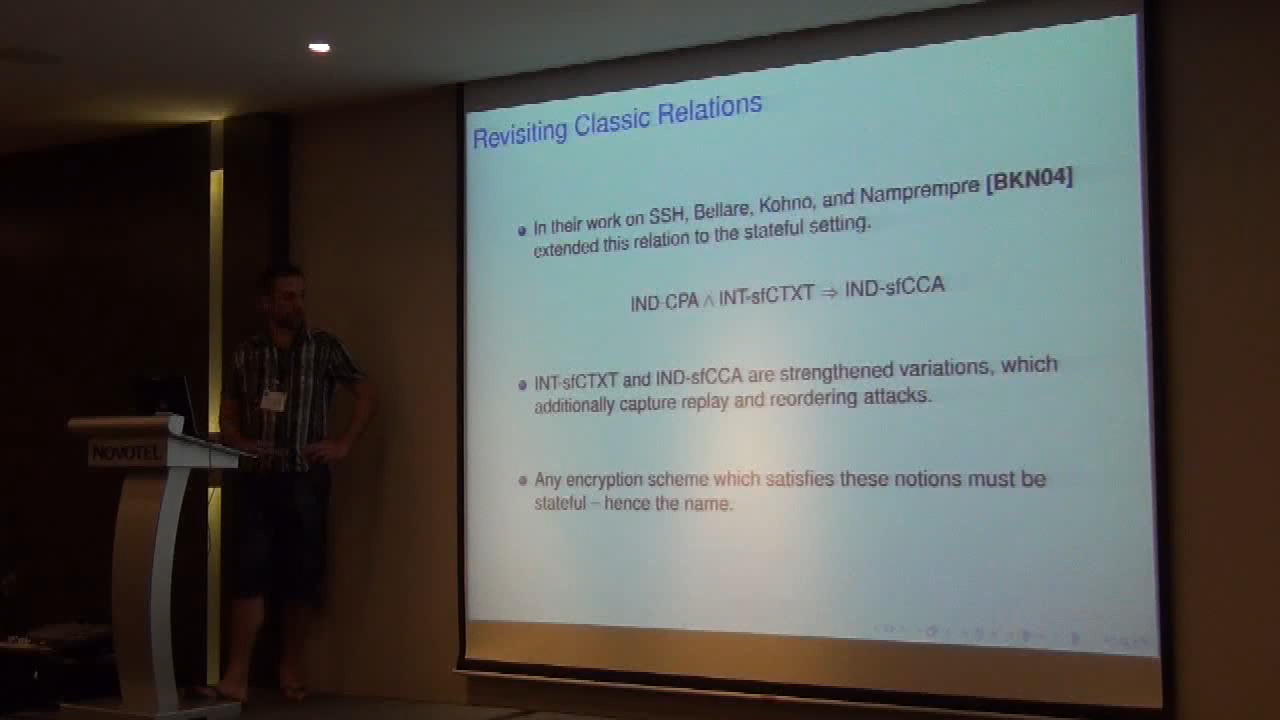 Revisiting Classic Relations
In their work on SSH, Bellare, Kohno, and Namprempre [BKN04]
extended this relation to the stateful setting.
IND-CPA ∧ INT-sfCTXT ⇒ IND-sfCCA
INT-sfCTXT and IND-sfCCA are strengthened variations, which
additionally capture replay and reordering attacks.
Any encryption scheme which satisfies these notions must be
stateful – hence the name.
NOVOTEL